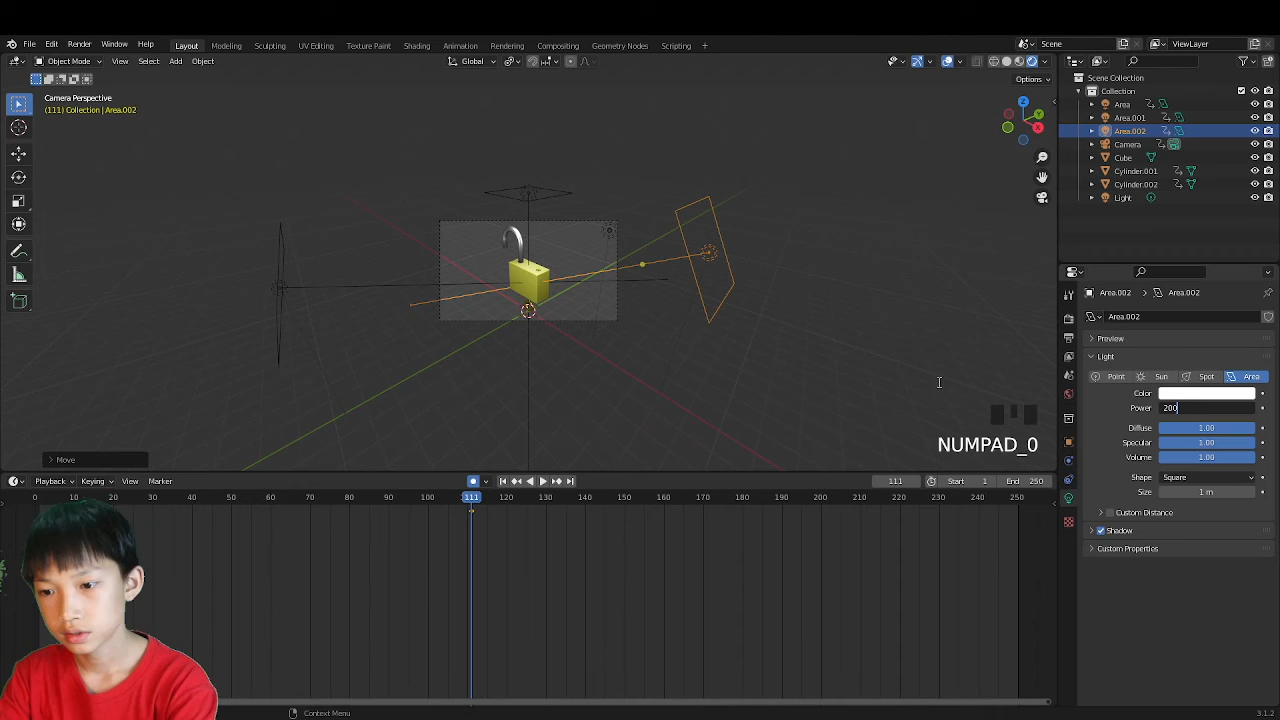 File Edit Render Window Help Layout Modeling Sculpting UV Editing Texture Paint Shading Animation Rendering Compositing Geometry Nodes Scripting + Scene ViewLayer
Object Mode View Select Add Object Global
Options
Camera Perspective
(111) Collection | Area.002
Move
NUMPAD_0
Scene Collection
Collection
Area
Area.001
Area.002
Camera
Cube
Cylinder.001
Cylinder.002
Light
Area.002 Area.002
Area.002
Preview
Light
Point Sun Spot Area
Color
Power 200
Diffuse 1.00
Specular 1.00
Volume 1.00
Shape Square
Size 1 m
Custom Distance
Shadow
Custom Properties
Playback Keying View Marker 111 Start 1 End 250
0 10 20 30 40 50 60 70 80 90 100 111 120 130 140 150 160 170 180 190 200 210 220 230 240 250
Context Menu 3.1.2